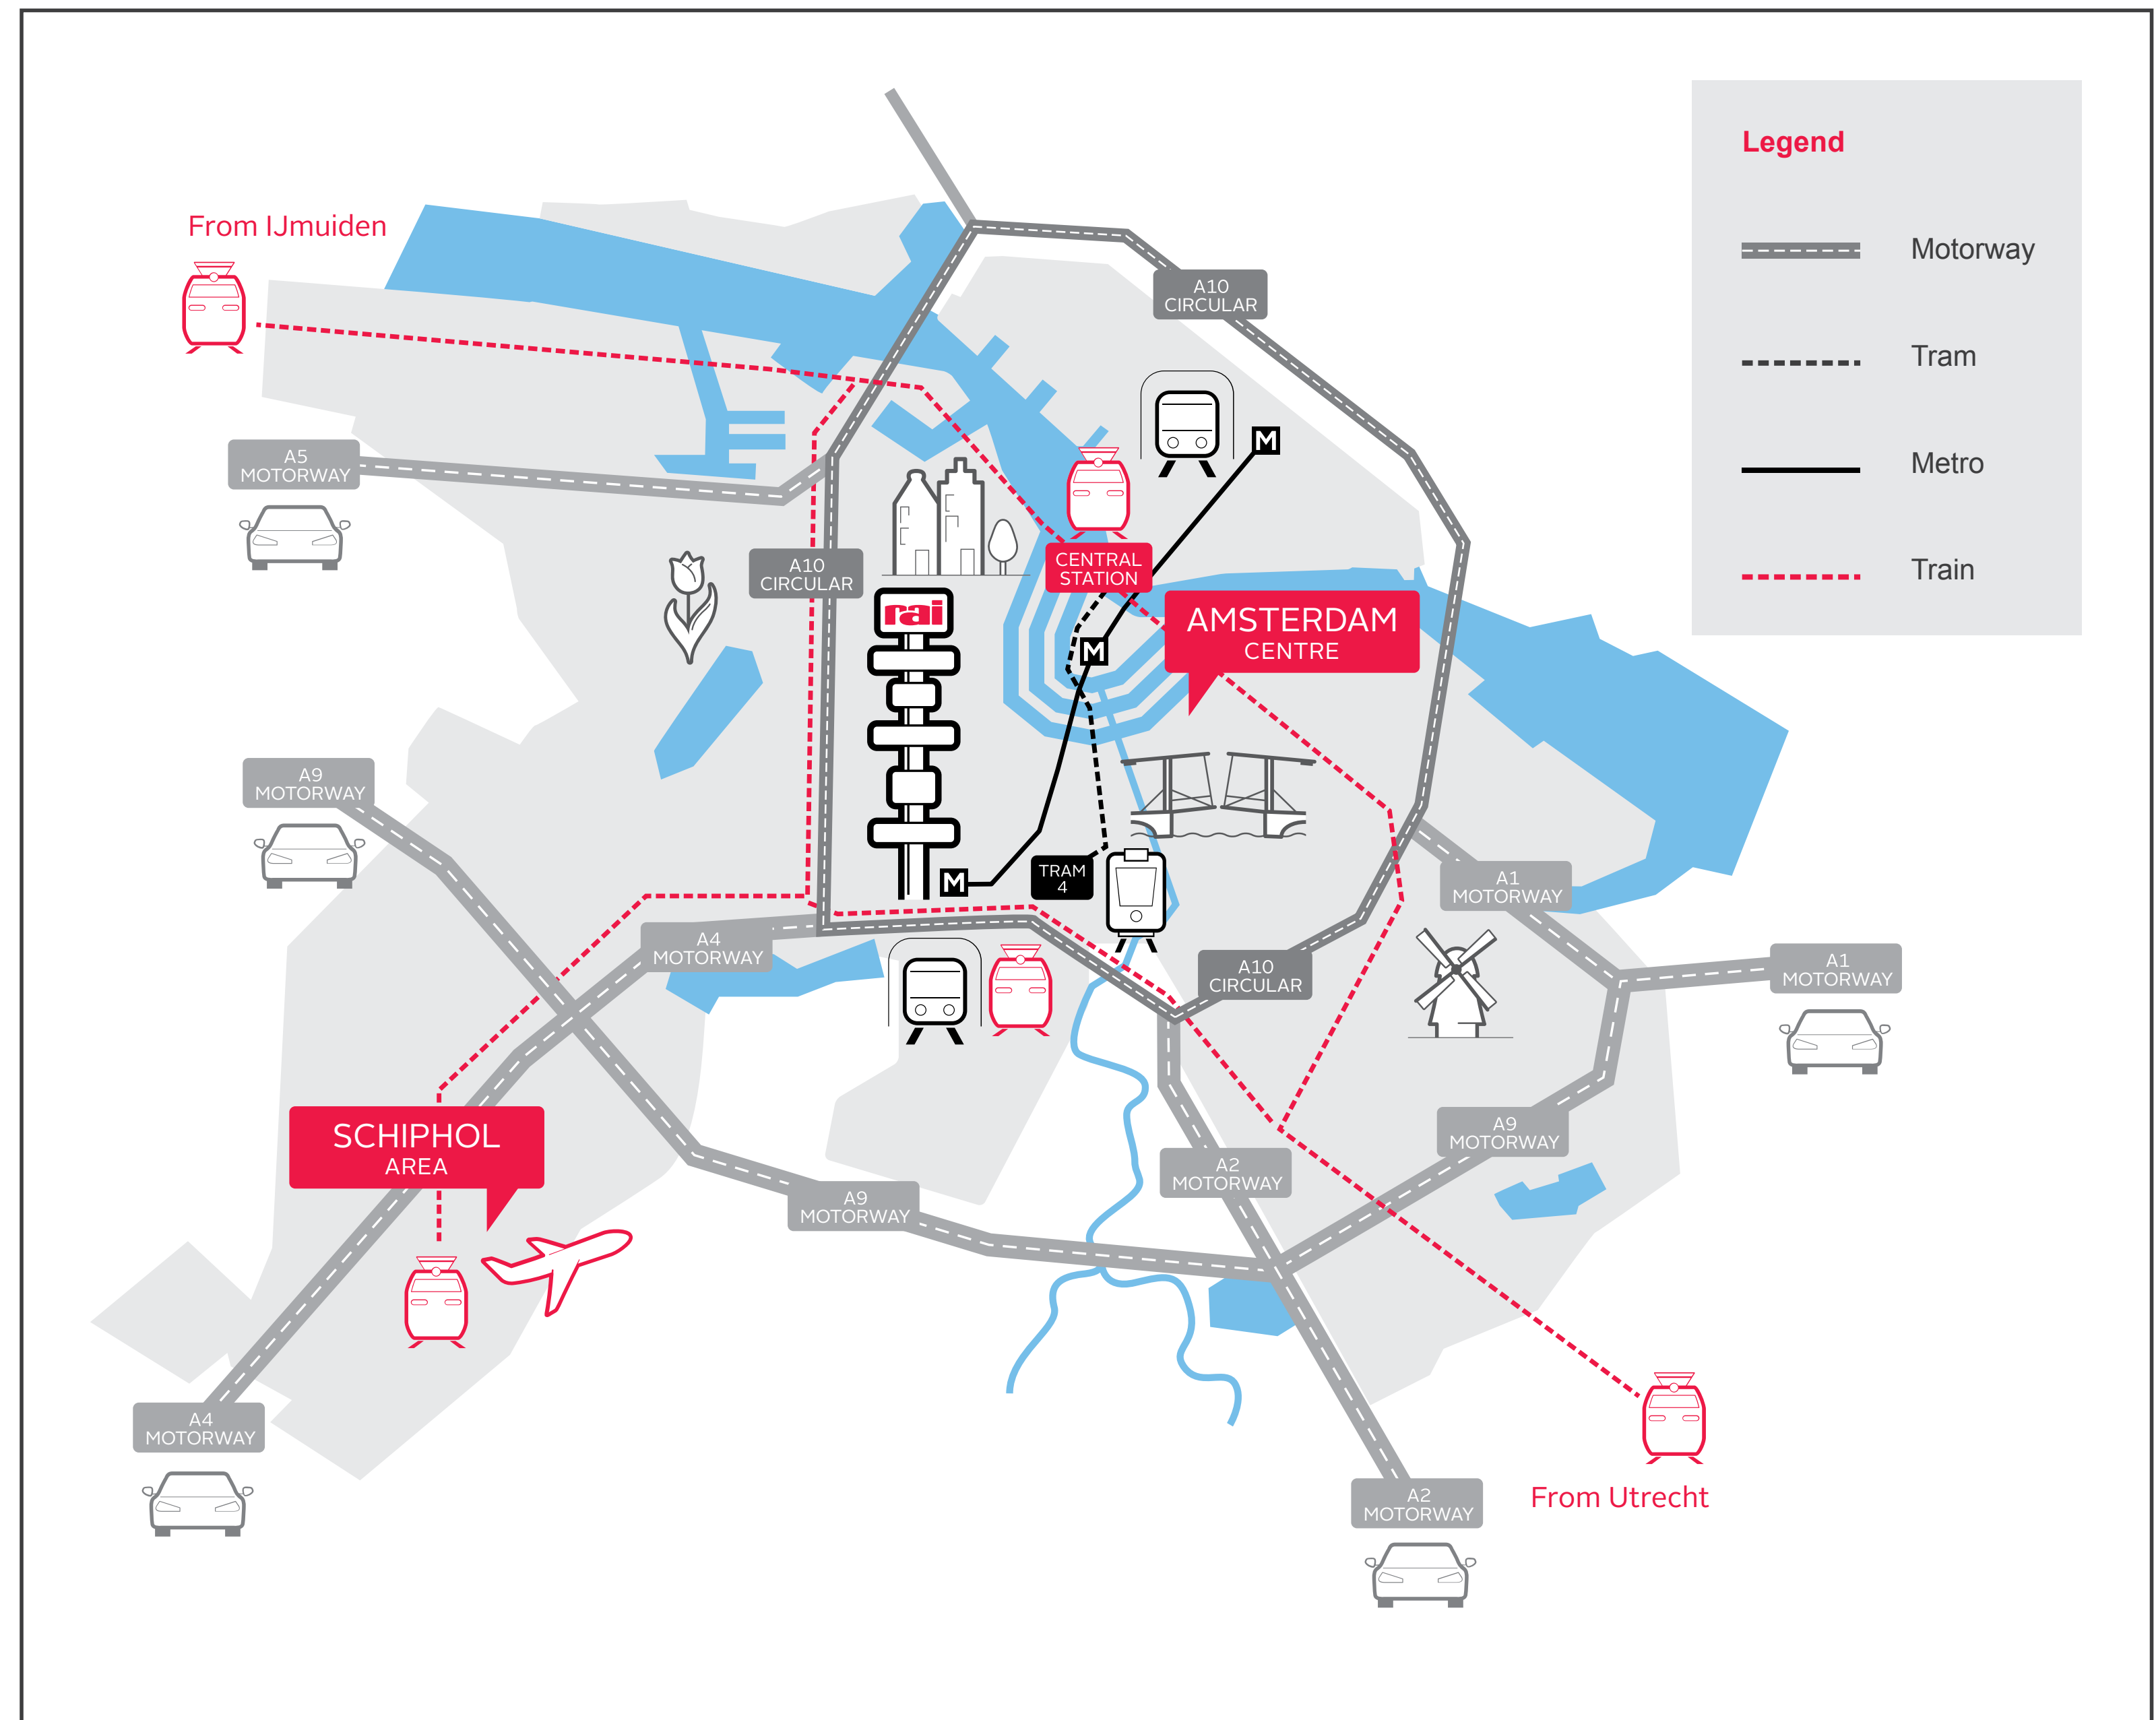 Legend
Motorway
Tram
Metro
Train
From IJmuiden
A10
CIRCULAR
M
A5
MOTORWAY
CENTRAL
STATION
A10
CIRCULAR
rai
AMSTERDAM
CENTRE
M
A9
MOTORWAY
M
TRAM
4
A1
MOTORWAY
A4
MOTORWAY
A10
CIRCULAR
A1
MOTORWAY
SCHIPHOL
AREA
A9
MOTORWAY
A2
MOTORWAY
A9
MOTORWAY
A4
MOTORWAY
A2
MOTORWAY
From Utrecht